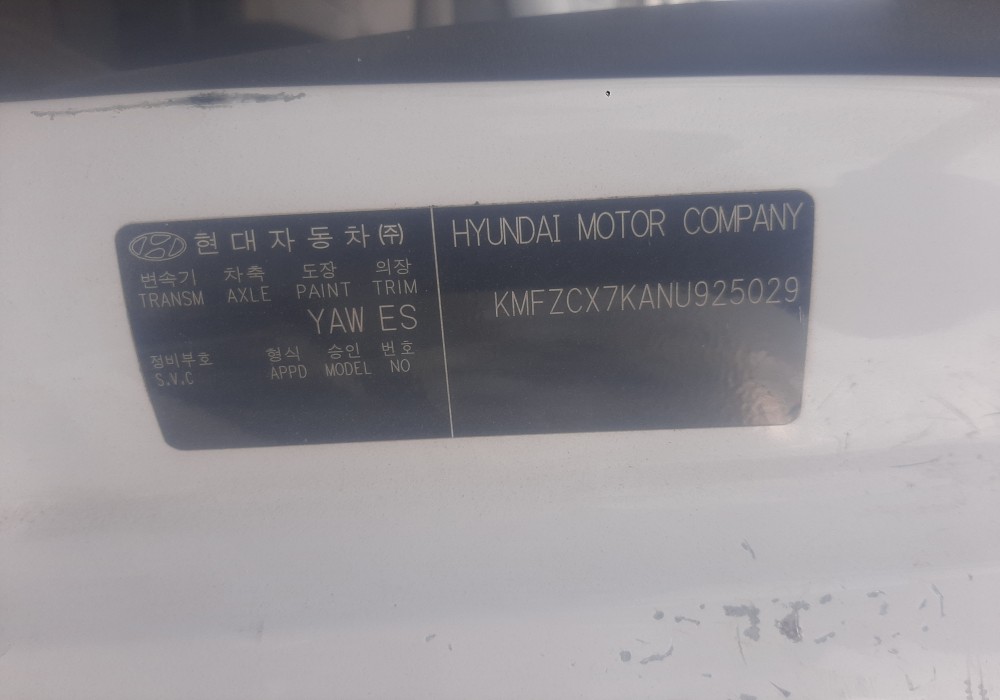 현대자동차㈜
변속기 차축 도장 의장
TRANSM AXLE PAINT TRIM
YAW ES
정비부호 형식 승인 번호
S.V.C APPD MODEL NO
HYUNDAI MOTOR COMPANY
KMFZCX7KANU925029